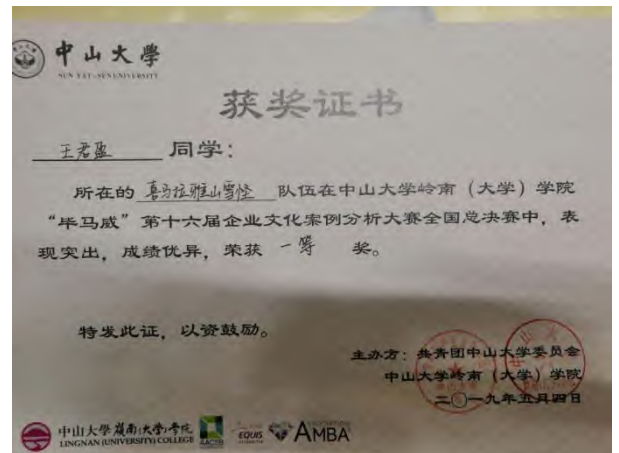 中山大學
SUN YAT-SEN UNIVERSITY
获奖证书
王君盈 同学：
所在的 喜马拉雅山雪怪 队伍在中山大学岭南（大学）学院
“毕马威”第十六届企业文化案例分析大赛全国总决赛中，表
现突出，成绩优异，荣获 一等 奖。
特发此证，以资鼓励。
主办方：共青团中山大学委员会
中山大学岭南（大学）学院
二〇一九年五月四日
中山大學嶺南(大學)學院
LINGNAN (UNIVERSITY) COLLEGE
AACSB
EQUIS
AMBA